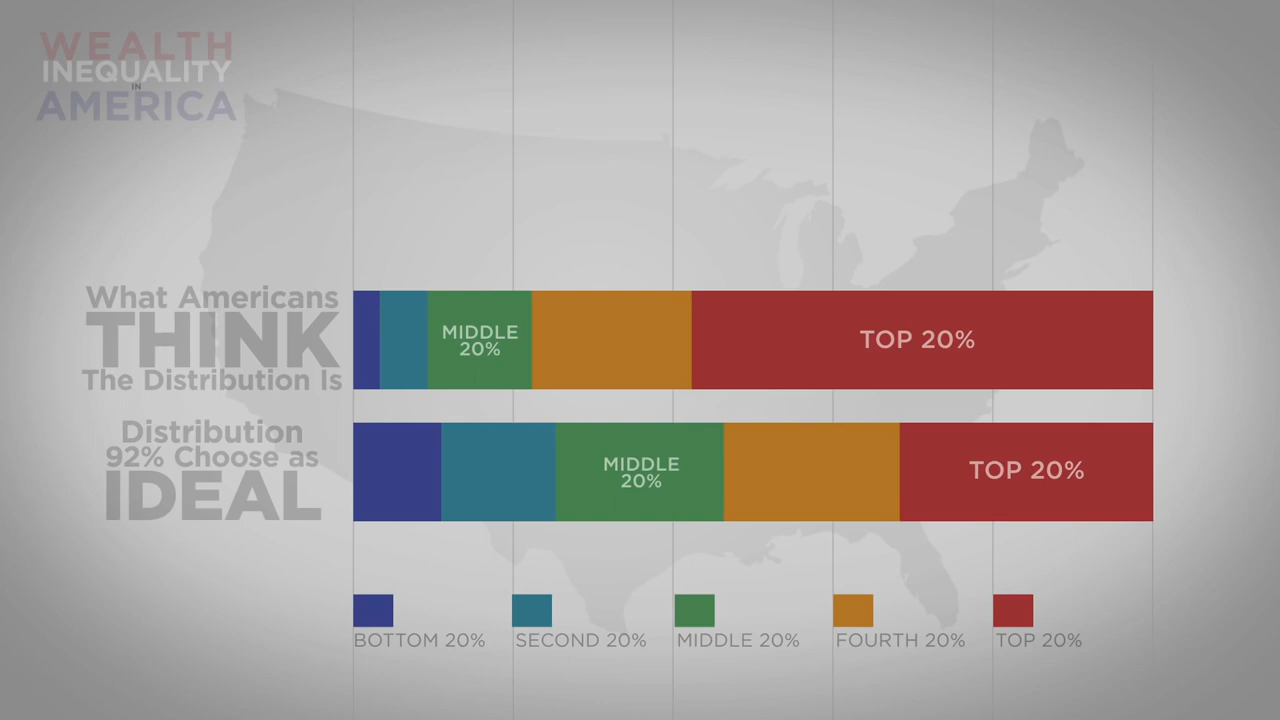 WEALTH
INEQUALITY
IN
AMERICA
What Americans
THINK
The Distribution Is
MIDDLE
20%
TOP 20%
Distribution
92% Choose as
IDEAL
MIDDLE
20%
TOP 20%
BOTTOM 20%
SECOND 20%
MIDDLE 20%
FOURTH 20%
TOP 20%